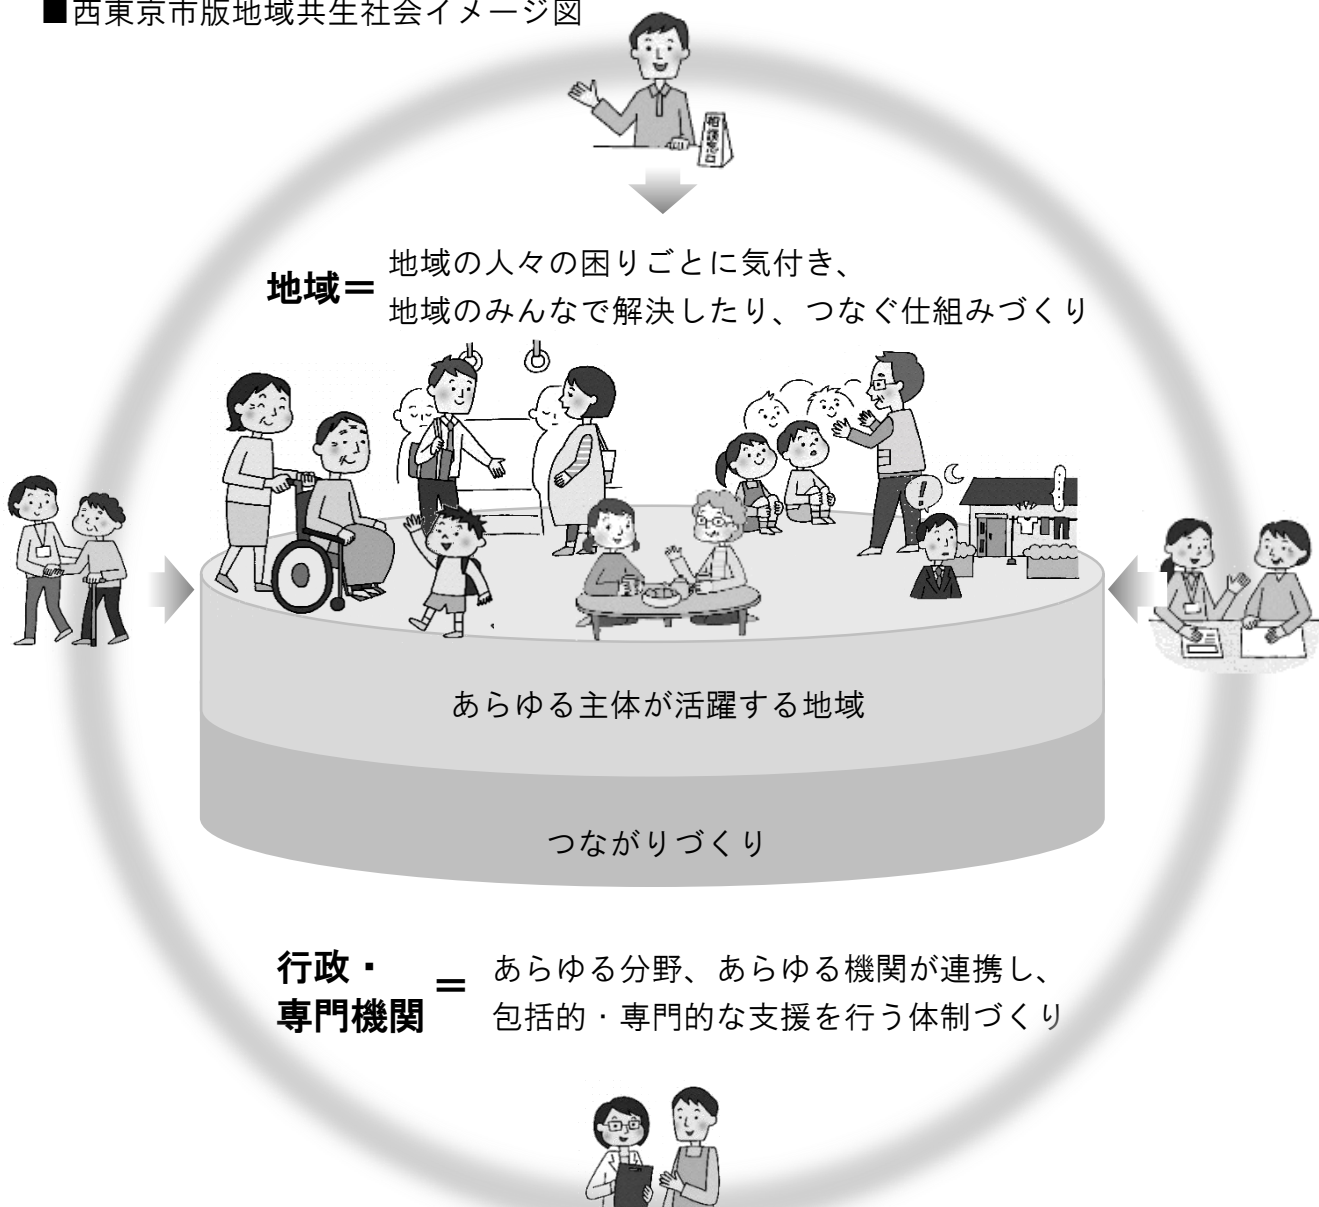 ■西東京市版地域共生社会イメージ図
地域＝
地域の人々の困りごとに気付き、
地域のみんなで解決したり、つなぐ仕組みづくり
!
あらゆる主体が活躍する地域
つながりづくり
行政・
専門機関
＝
あらゆる分野、あらゆる機関が連携し、
包括的・専門的な支援を行う体制づくり